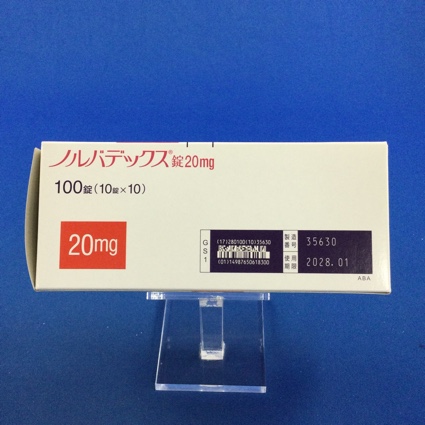 ノルバデックス®錠20mg
100錠(10錠×10)
20mg
GS1
(17)280100(10)35630
(01)14987650618300
製造番号 35630
使用期限 2028.01
ABA